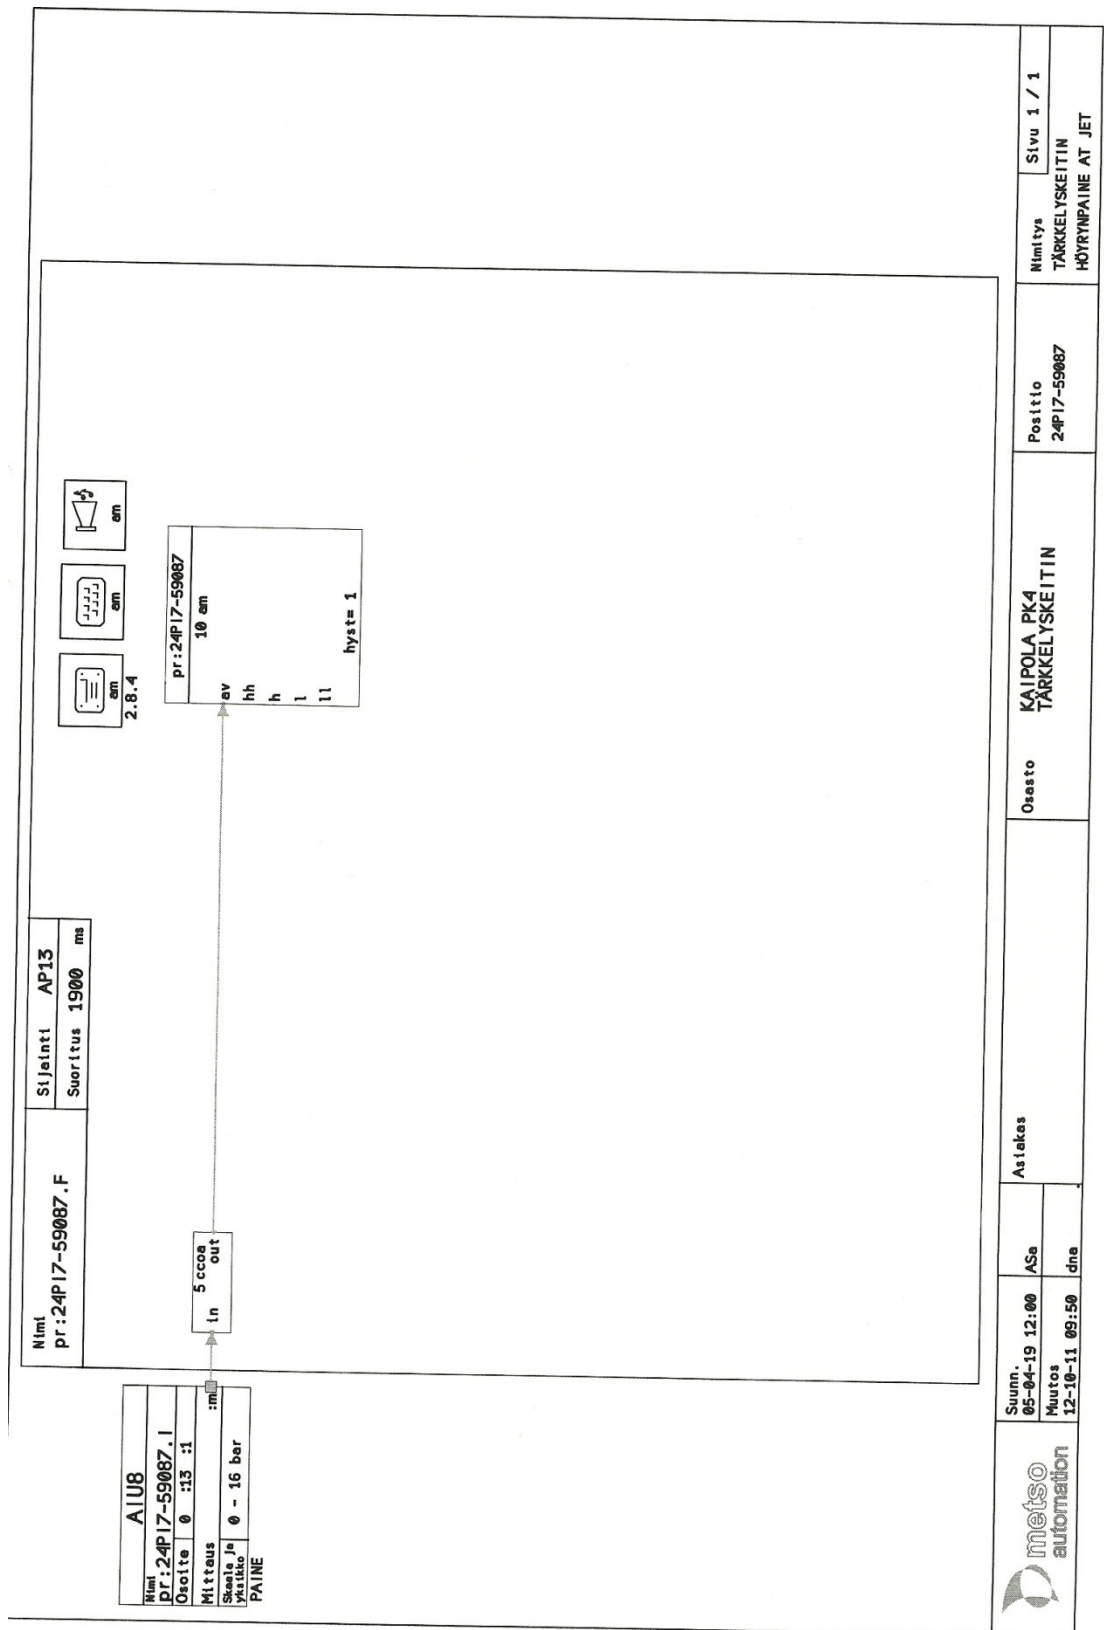 AIU8
Nimi
pr:24PI7-59087.I
Osoite 0 :13 :1
Mittaus :m
Skaala ja yksikko 0 - 16 bar
PAINE
Nimi
pr:24PI7-59087.F
Sijainti AP13
Suoritus 1900 ms
5 ccoa
in out
am
2.8.4
am
am
pr:24PI7-59087
10 am
av
hh
h
l
ll
hyst= 1
metso
automation
Suunn.
05-04-19 12:00 ASa
Muutos
12-10-11 09:50 dna
Asiakas
Osasto KAIPOLA PK4
TÄRKKELYSKEITIN
Positio
24PI7-59087
Nimitys
TÄRKKELYSKEITIN
HÖYRYNPAINE AT JET
Sivu 1 / 1